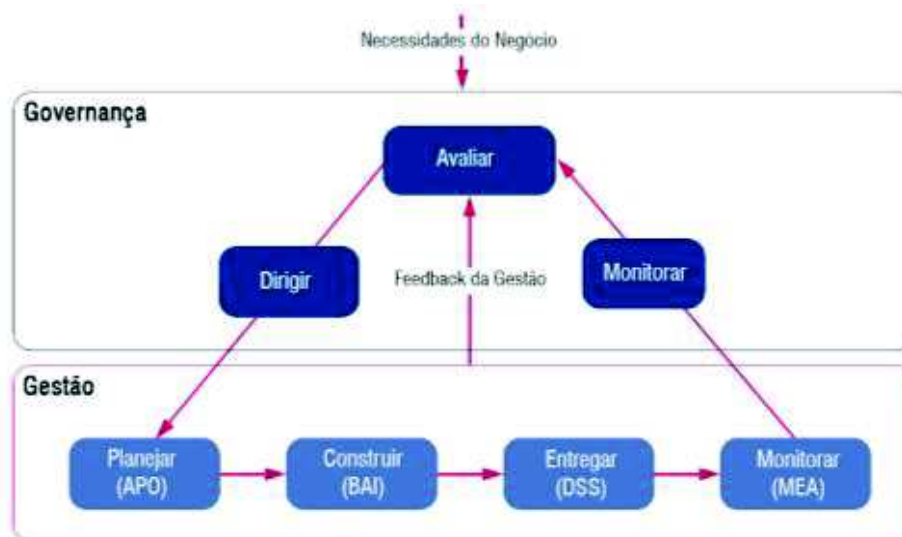 Necessidades do Negócio
Governança
Avaliar
Dirigir
Feedback da Gestão
Monitorar
Gestão
Planejar
(APO)
Construir
(BAI)
Entregar
(DSS)
Monitorar
(MEA)